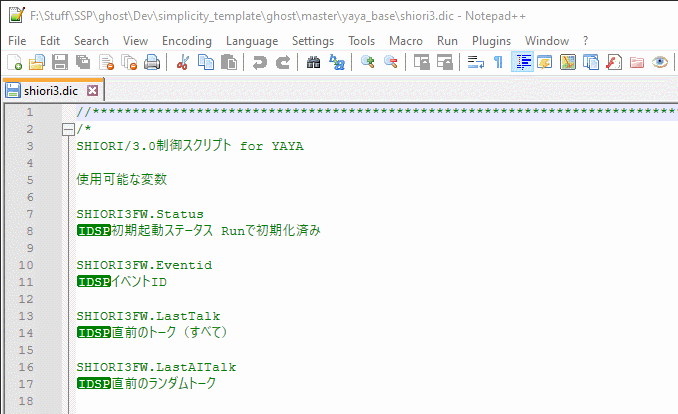 F:\Stuff\SSP\ghost\Dev\simplicity_template\ghost\master\yaya_base\shiori3.dic - Notepad++
File Edit Search View Encoding Language Settings Tools Macro Run Plugins Window ?
shiori3.dic
1 //**************************************************************************
2 /*
3 SHIORI/3.0制御スクリプト for YAYA
4
5 使用可能な変数
6
7 SHIORI3FW.Status
8 IDSP初期起動ステータス Runで初期化済み
9
10 SHIORI3FW.Eventid
11 IDSPイベントID
12
13 SHIORI3FW.LastTalk
14 IDSP直前のトーク(すべて)
15
16 SHIORI3FW.LastAITalk
17 IDSP直前のランダムトーク
18